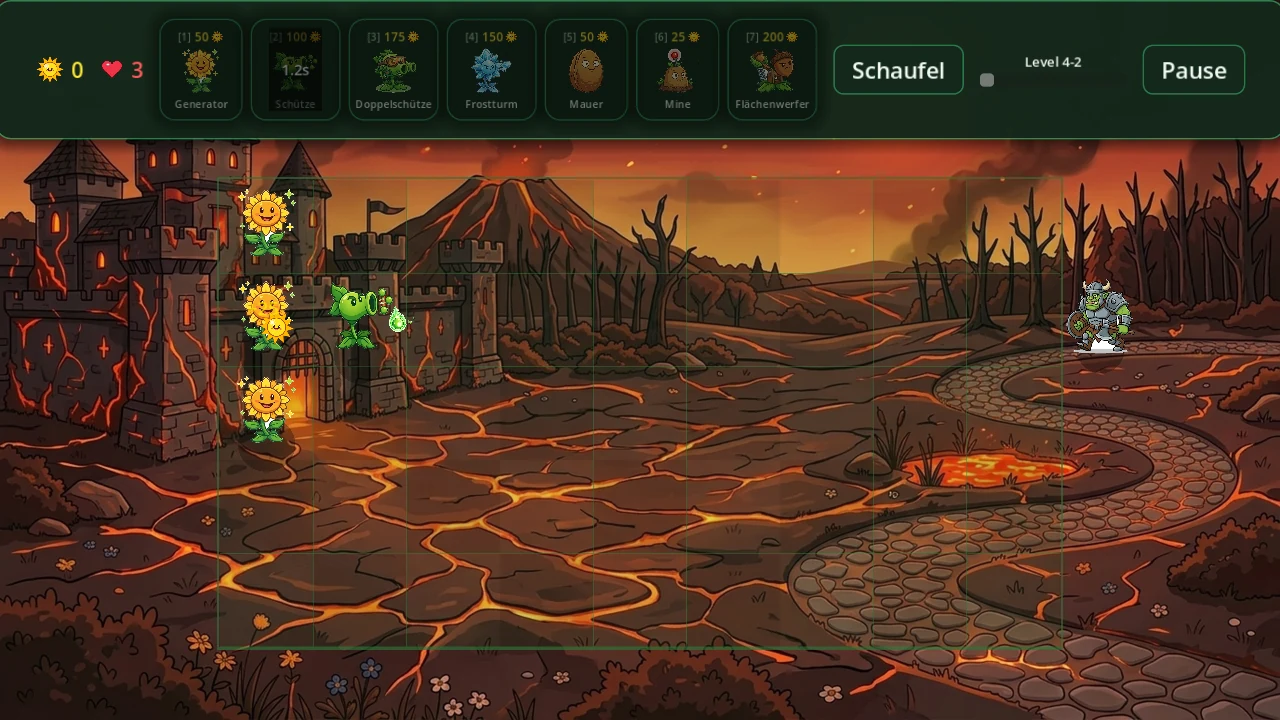 0 3
[1] 50
Generator
[2] 100
1.2s
Schütze
[3] 175
Doppelschütze
[4] 150
Frostturm
[5] 50
Mauer
[6] 25
Mine
[7] 200
Flächenwerfer
Schaufel
Level 4-2
Pause